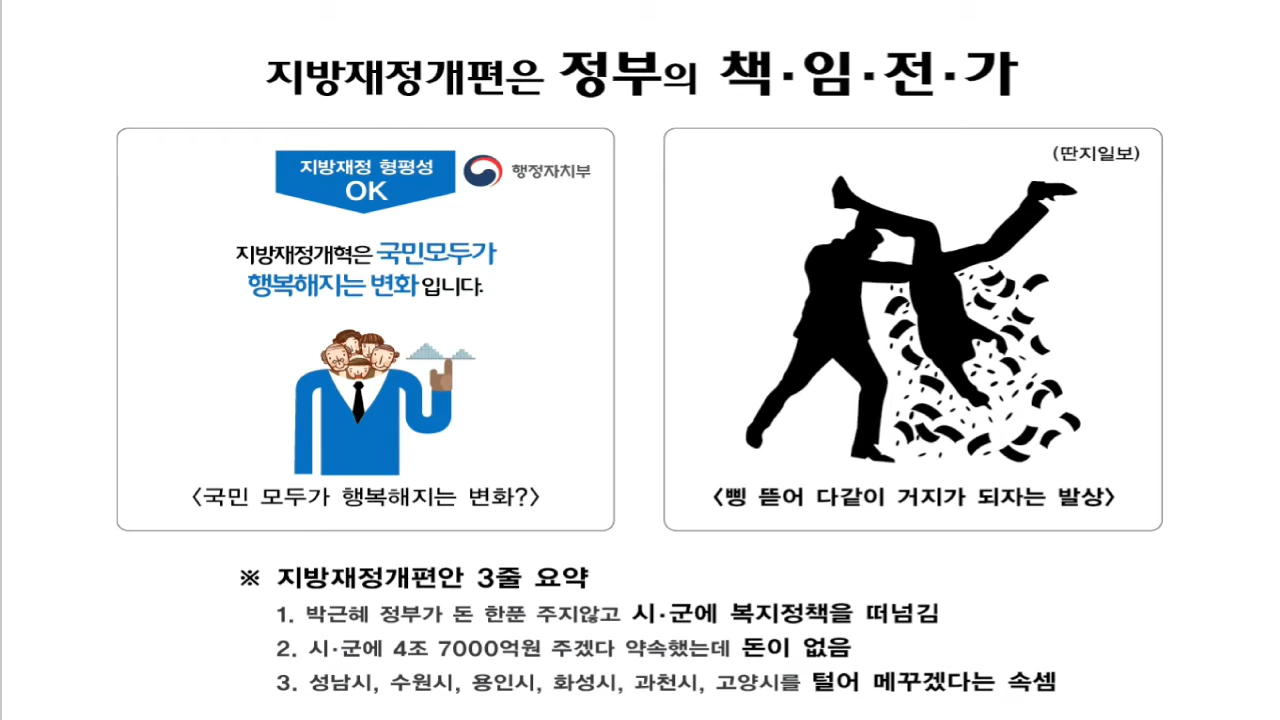 지방재정개편은 정부의 책·임·전·가
지방재정 형평성
OK
행정자치부
지방재정개혁은 국민모두가
행복해지는 변화입니다.
<국민 모두가 행복해지는 변화?>
(딴지일보)
<삥 뜯어 다같이 거지가 되자는 발상>
※ 지방재정개편안 3줄 요약
1. 박근혜 정부가 돈 한푼 주지않고 시·군에 복지정책을 떠넘김
2. 시·군에 4조 7000억원 주겠다 약속했는데 돈이 없음
3. 성남시, 수원시, 용인시, 화성시, 과천시, 고양시를 털어 메꾸겠다는 속셈